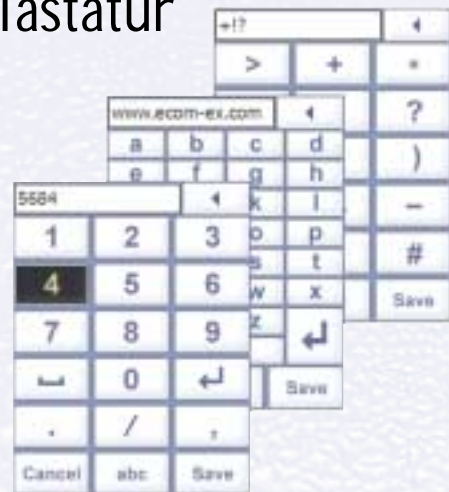 Tastatur
+!?
> + *
?
)
-
#
Save
www.ecom-ex.com
a b c d
e f g h
k l
o p
s t
w x
z
Save
5684
1 2 3
4 5 6
7 8 9
0
. / ,
Cancel abc Save